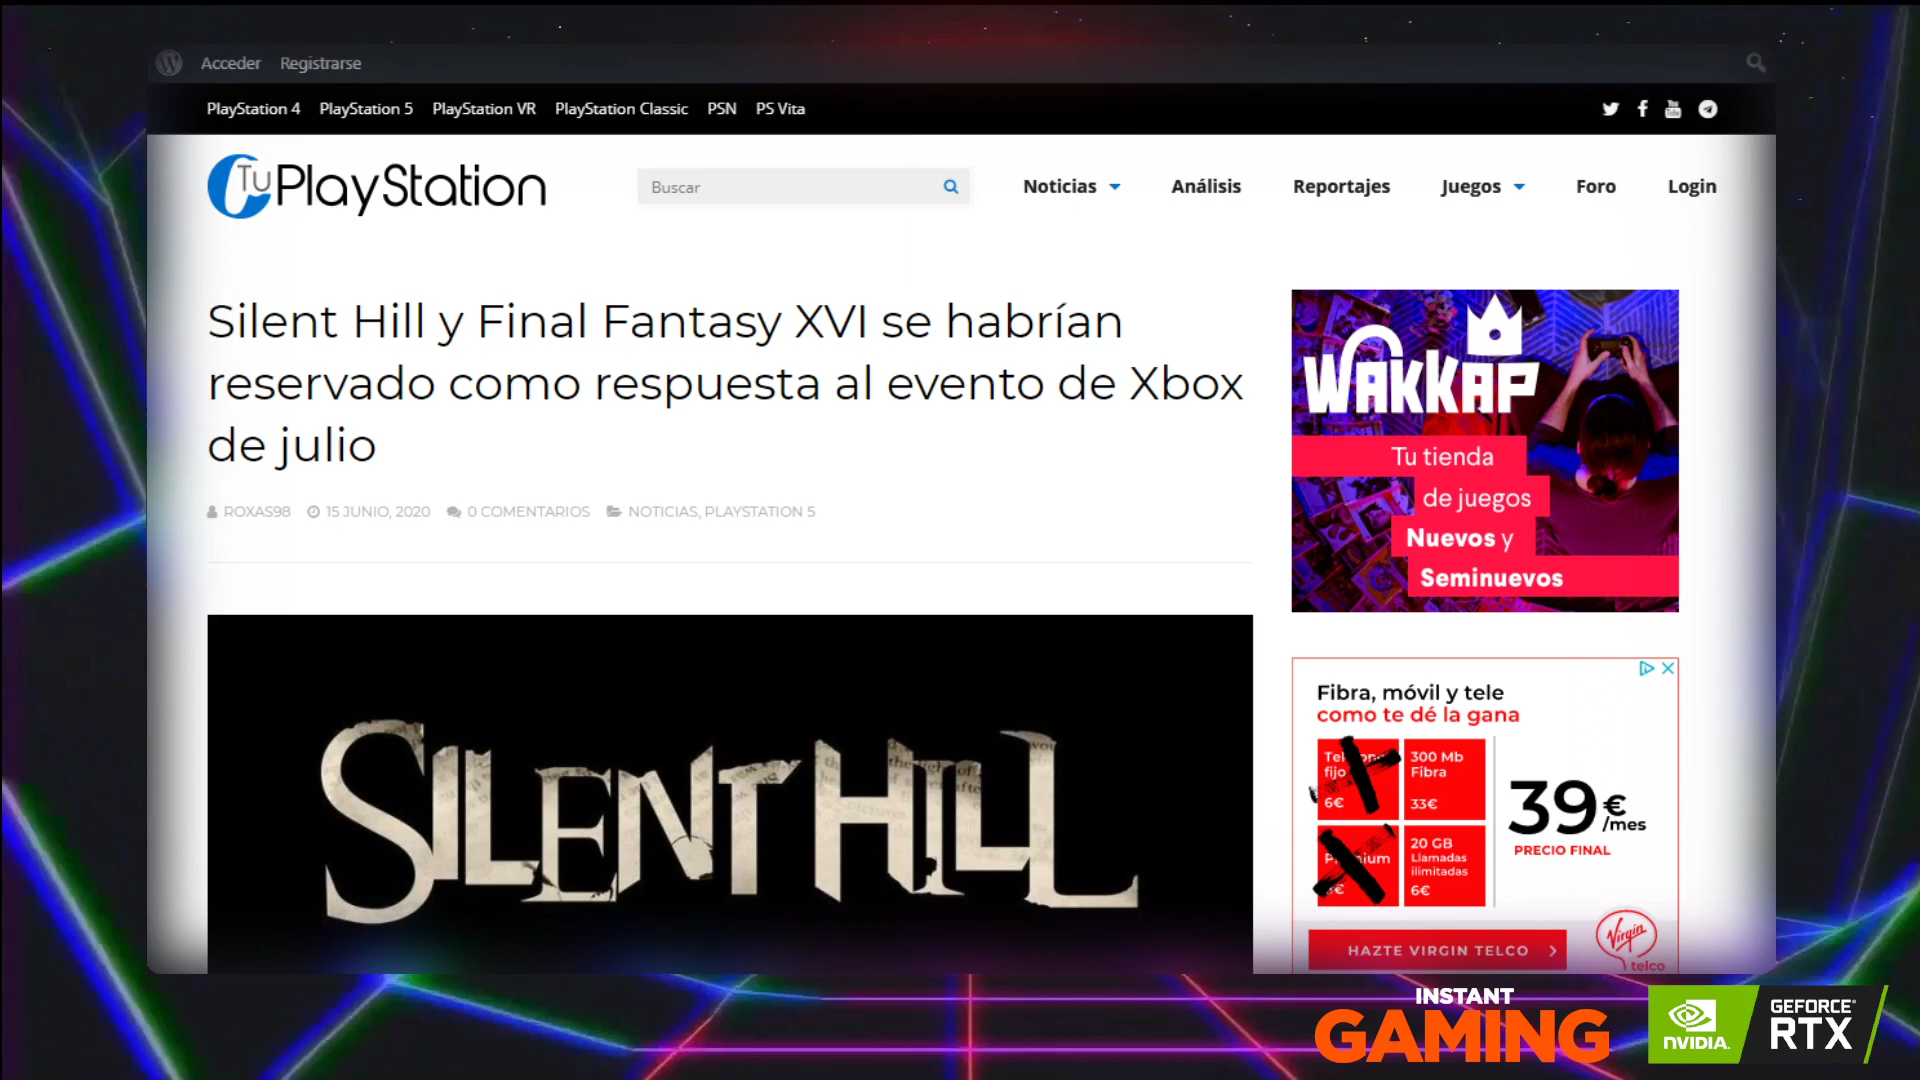 Acceder Registrarse
PlayStation 4 PlayStation 5 PlayStation VR PlayStation Classic PSN PS Vita
Tu PlayStation
Buscar
Noticias Análisis Reportajes Juegos Foro Login
Silent Hill y Final Fantasy XVI se habrían
reservado como respuesta al evento de Xbox
de julio
ROXAS98 15 JUNIO, 2020 0 COMENTARIOS NOTICIAS, PLAYSTATION 5
SILENT HILL
WAKKAP
Tu tienda
de juegos
Nuevos y
Seminuevos
Fibra, móvil y tele
como te dé la gana
fijo
6€
300 Mb
Fibra
33€
20 GB
Llamadas
ilimitadas
6€
39€
/mes
PRECIO FINAL
HAZTE VIRGIN TELCO
Virgin
telco
INSTANT
GAMING
NVIDIA.
GEFORCE
RTX